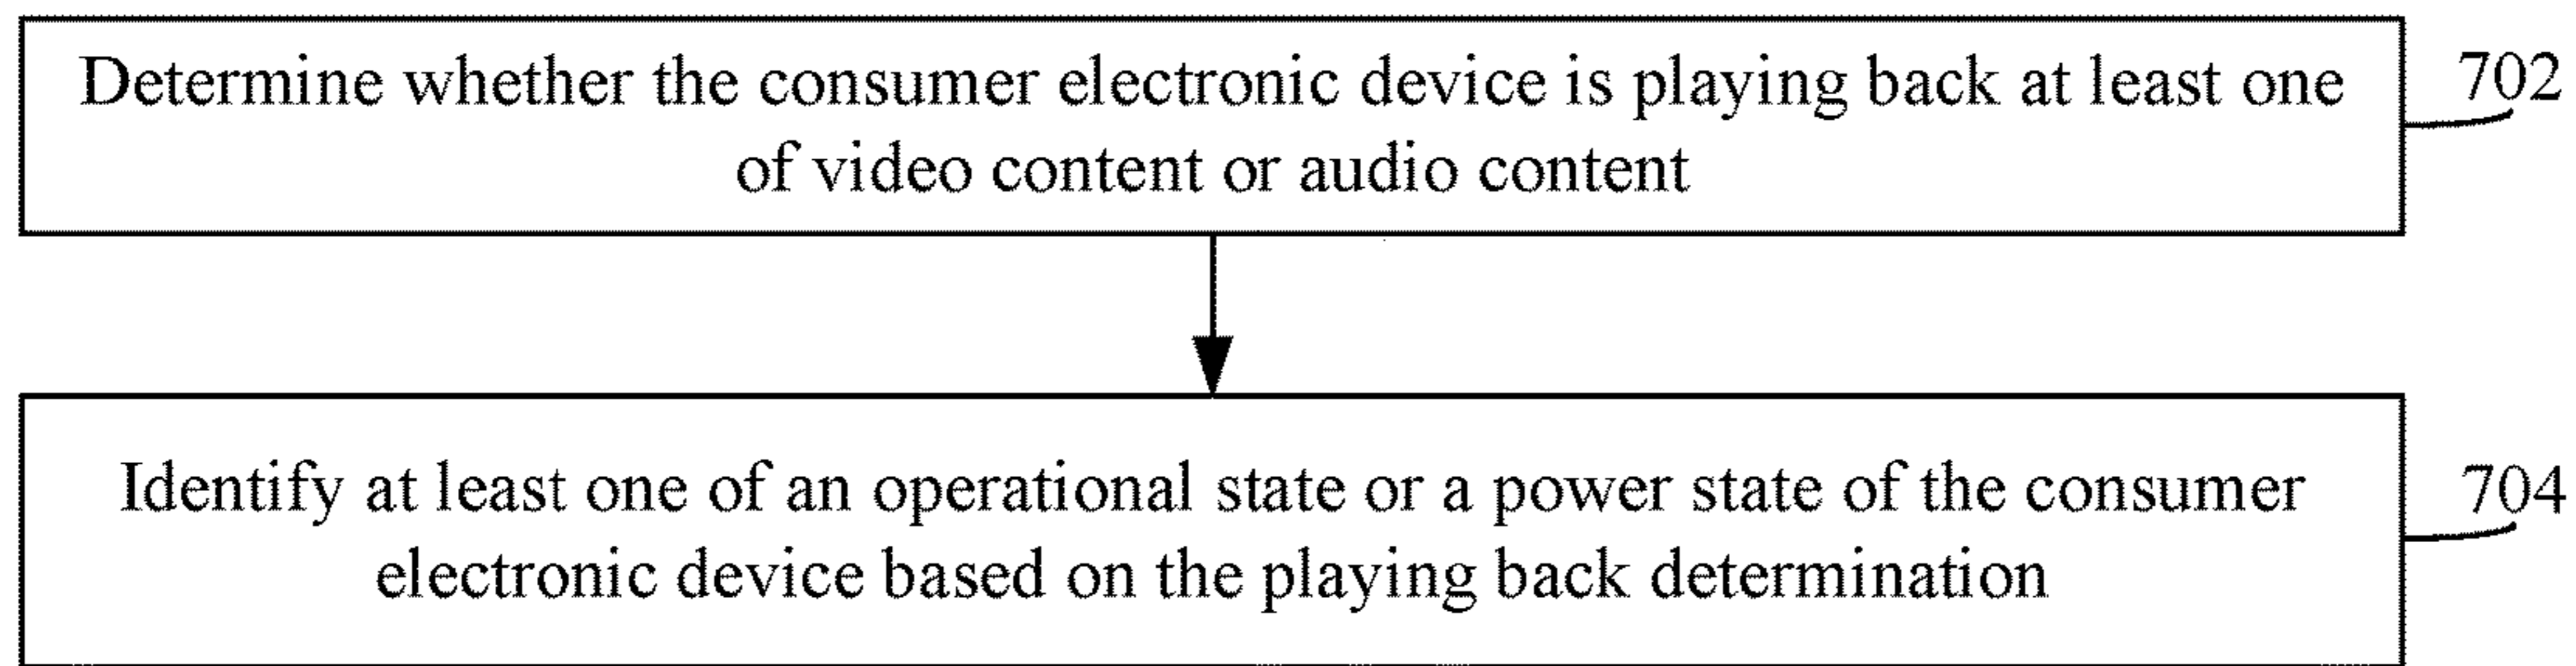 Determine whether the consumer electronic device is playing back at least one
of video content or audio content
702
Identify at least one of an operational state or a power state of the consumer
electronic device based on the playing back determination
704